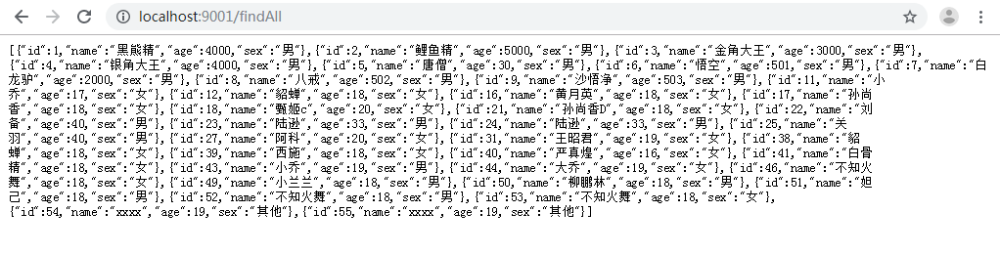 localhost:9001/findAll
[{"id":1,"name":"黑熊精","age":4000,"sex":"男"},{"id":2,"name":"鲤鱼精","age":5000,"sex":"男"},{"id":3,"name":"金角大王","age":3000,"sex":"男"},
{"id":4,"name":"银角大王","age":4000,"sex":"男"},{"id":5,"name":"唐僧","age":30,"sex":"男"},{"id":6,"name":"悟空","age":501,"sex":"男"},{"id":7,"name":"白
龙驴","age":2000,"sex":"男"},{"id":8,"name":"八戒","age":502,"sex":"男"},{"id":9,"name":"沙悟净","age":503,"sex":"男"},{"id":11,"name":"小
乔","age":17,"sex":"女"},{"id":12,"name":"貂蝉","age":18,"sex":"女"},{"id":16,"name":"黄月英","age":18,"sex":"女"},{"id":17,"name":"孙尚
香","age":18,"sex":"女"},{"id":18,"name":"甄姬c","age":20,"sex":"女"},{"id":21,"name":"孙尚香D","age":18,"sex":"女"},{"id":22,"name":"刘
备","age":40,"sex":"男"},{"id":23,"name":"陆逊","age":33,"sex":"男"},{"id":24,"name":"陆逊","age":33,"sex":"男"},{"id":25,"name":"关
羽","age":40,"sex":"男"},{"id":27,"name":"阿科","age":20,"sex":"女"},{"id":31,"name":"王昭君","age":19,"sex":"女"},{"id":38,"name":"貂
蝉","age":18,"sex":"女"},{"id":39,"name":"西施","age":18,"sex":"女"},{"id":40,"name":"严真煌","age":16,"sex":"女"},{"id":41,"name":"白骨
精","age":18,"sex":"女"},{"id":43,"name":"小乔","age":19,"sex":"男"},{"id":44,"name":"大乔","age":19,"sex":"女"},{"id":46,"name":"不知火
舞","age":18,"sex":"女"},{"id":49,"name":"小兰兰","age":18,"sex":"男"},{"id":50,"name":"柳鹏林","age":18,"sex":"男"},{"id":51,"name":"妲
己","age":18,"sex":"男"},{"id":52,"name":"不知火舞","age":18,"sex":"男"},{"id":53,"name":"不知火舞","age":18,"sex":"女"},
{"id":54,"name":"xxxx","age":19,"sex":"其他"},{"id":55,"name":"xxxx","age":19,"sex":"其他"}]